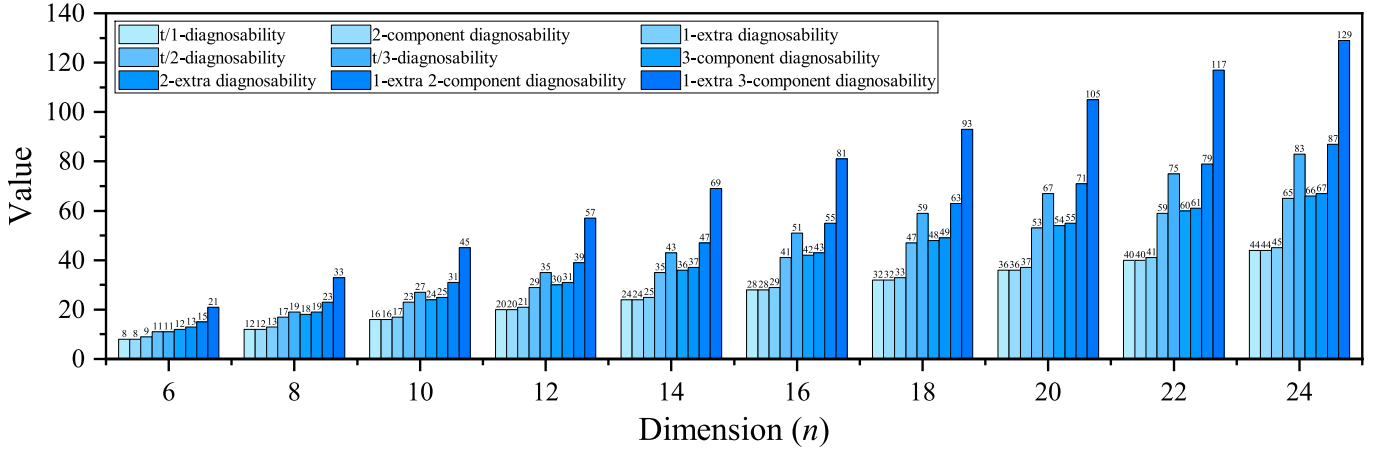 140
120
100
80
60
40
20
0
Value
t/1-diagnosability 2-component diagnosability 1-extra diagnosability
t/2-diagnosability t/3-diagnosability 3-component diagnosability
2-extra diagnosability 1-extra 2-component diagnosability 1-extra 3-component diagnosability
8 8 9 11 11 12 13 15 21
12 12 13 17 19 18 19 23 33
16 16 17 23 27 24 25 31 45
20 20 21 29 35 30 31 39 57
24 24 25 35 43 36 37 47 69
28 28 29 41 51 42 43 55 81
32 32 33 47 59 48 49 63 93
36 36 37 53 67 54 55 71 105
40 40 41 59 75 60 61 79 117
44 44 45 65 83 66 67 87 129
6 8 10 12 14 16 18 20 22 24
Dimension (n)